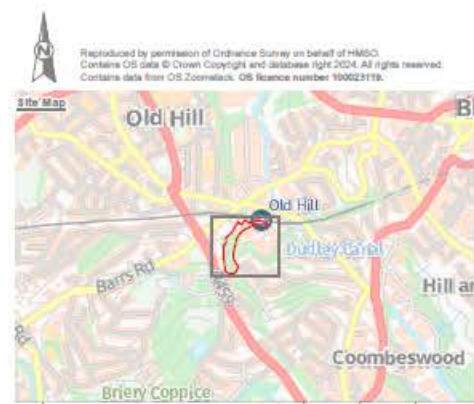 N
Reproduced by permission of Ordnance Survey on behalf of HMSO.
Contains OS data © Crown Copyright and database right 2024. All rights reserved.
Contains data from OS Zoomstack. OS licence number 100023119.
Site Map
Old Hill
Old Hill
Dudley Canal
Barrs Rd
Hill an
Rd
Coombeswood
Briery Coppice